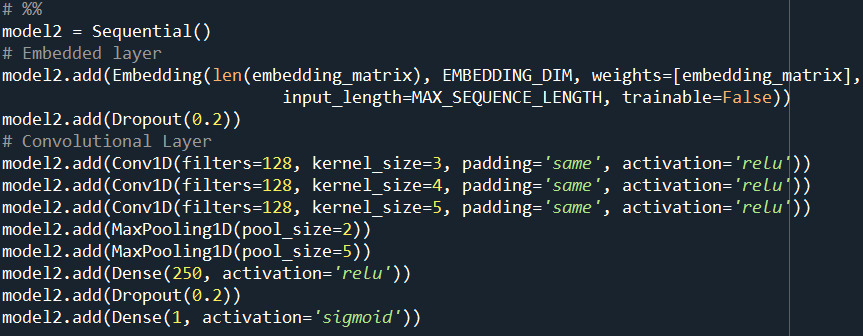 # %%
model2 = Sequential()
# Embedded layer
model2.add(Embedding(len(embedding_matrix), EMBEDDING_DIM, weights=[embedding_matrix],
                          input_length=MAX_SEQUENCE_LENGTH, trainable=False))
model2.add(Dropout(0.2))
# Convolutional Layer
model2.add(Conv1D(filters=128, kernel_size=3, padding='same', activation='relu'))
model2.add(Conv1D(filters=128, kernel_size=4, padding='same', activation='relu'))
model2.add(Conv1D(filters=128, kernel_size=5, padding='same', activation='relu'))
model2.add(MaxPooling1D(pool_size=2))
model2.add(MaxPooling1D(pool_size=5))
model2.add(Dense(250, activation='relu'))
model2.add(Dropout(0.2))
model2.add(Dense(1, activation='sigmoid'))